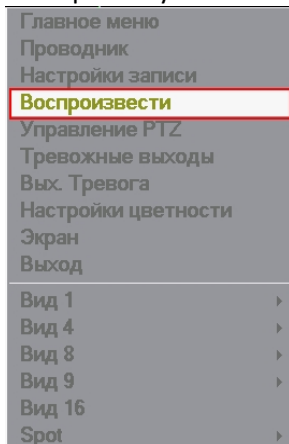 Главное меню
Проводник
Настройки записи
Воспроизвести
Управление PTZ
Тревожные выходы
Вых. Тревога
Настройки цветности
Экран
Выход
Вид 1
Вид 4
Вид 8
Вид 9
Вид 16
Spot